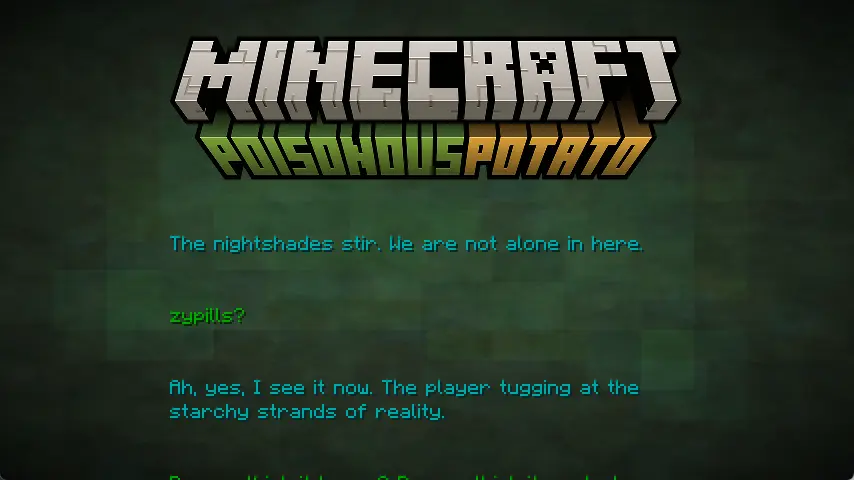 MINECRAFT
POISONOUS POTATO
The nightshades stir. We are not alone in here.
zypills?
Ah, yes, I see it now. The player tugging at the
starchy strands of reality.